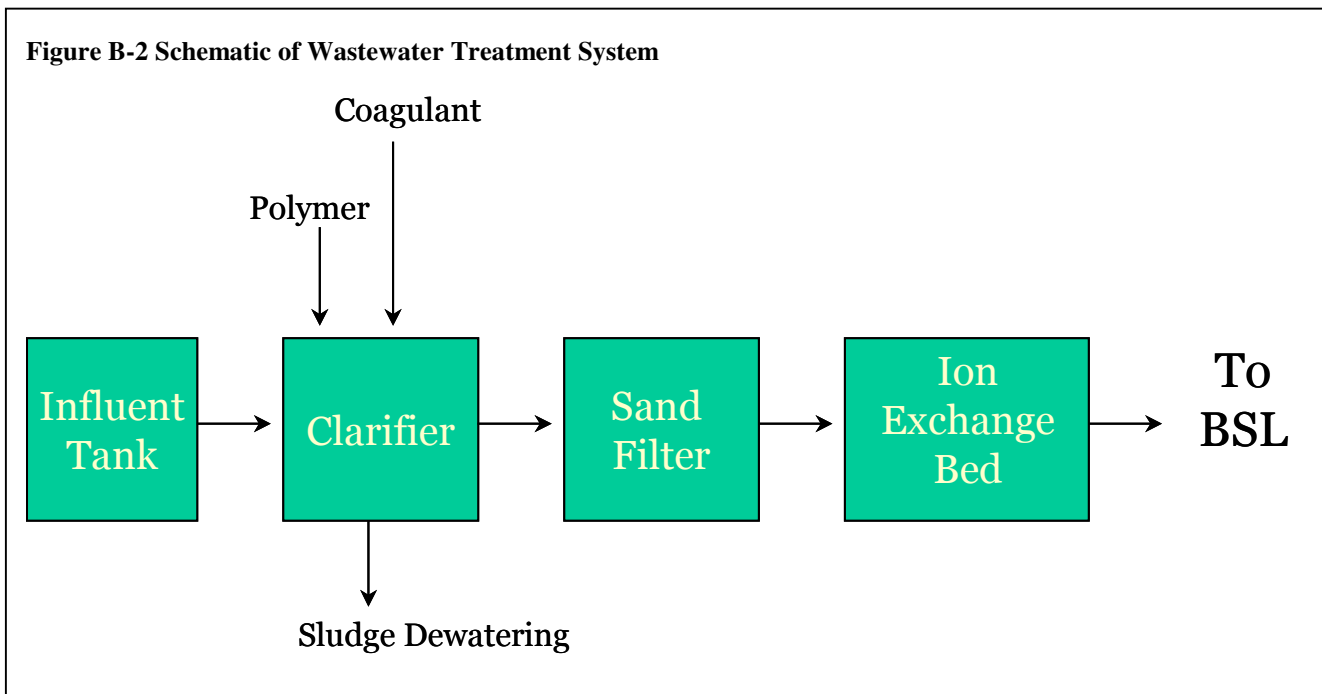 Figure B-2 Schematic of Wastewater Treatment System
Coagulant
Polymer
Influent
Tank
Clarifier
Sand
Filter
Ion
Exchange
Bed
To
BSL
Sludge Dewatering